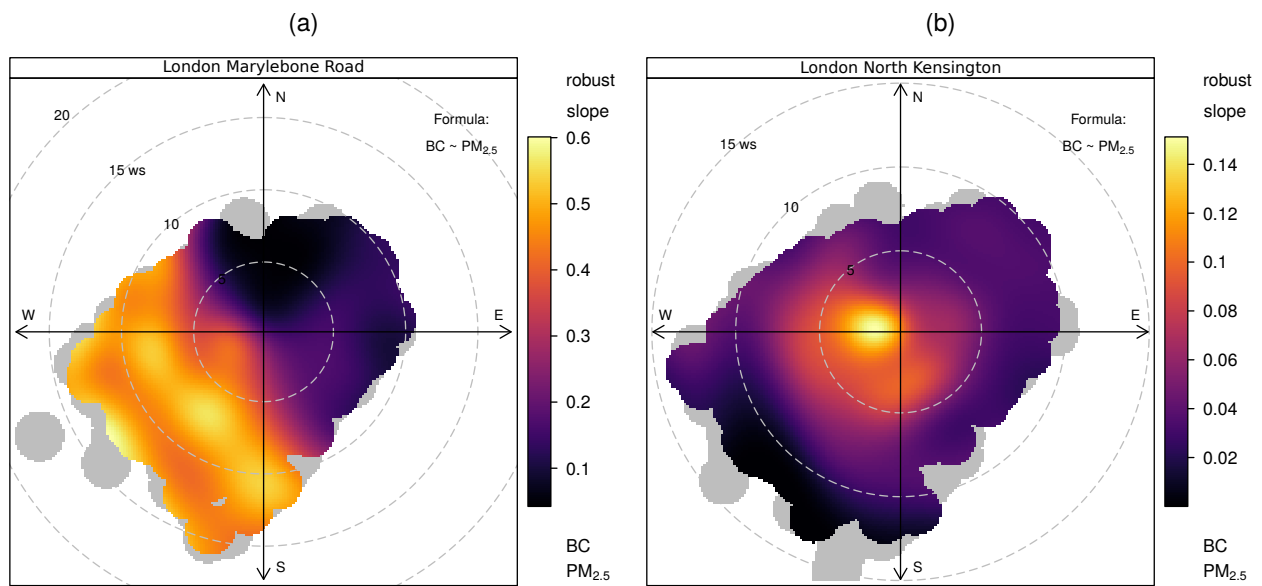 (a)
London Marylebone Road
N
W
E
S
20
15 ws
10
5
Formula:
BC ~ PM2.5
robust
slope
0.6
0.5
0.4
0.3
0.2
0.1
BC
PM2.5
(b)
London North Kensington
N
W
E
S
15 ws
10
5
Formula:
BC ~ PM2.5
robust
slope
0.14
0.12
0.1
0.08
0.06
0.04
0.02
BC
PM2.5